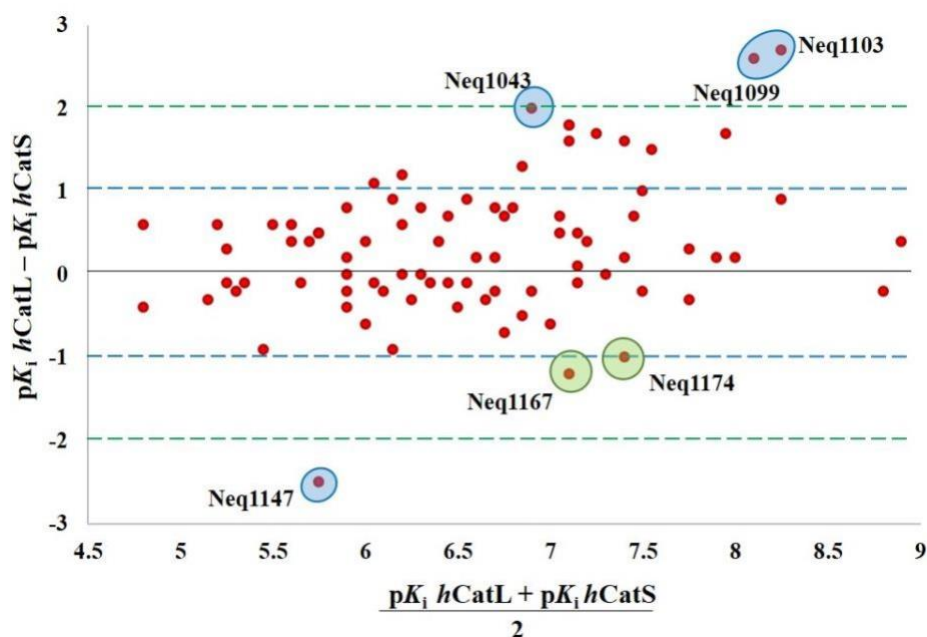 3
Neq1103
Neq1043
Neq1099
2
1
0
-1
Neq1174
Neq1167
-2
Neq1147
-3
pKᵢ hCatL – pKᵢ hCatS
4.5 5 5.5 6 6.5 7 7.5 8 8.5 9
pKᵢ hCatL + pKᵢ hCatS
2